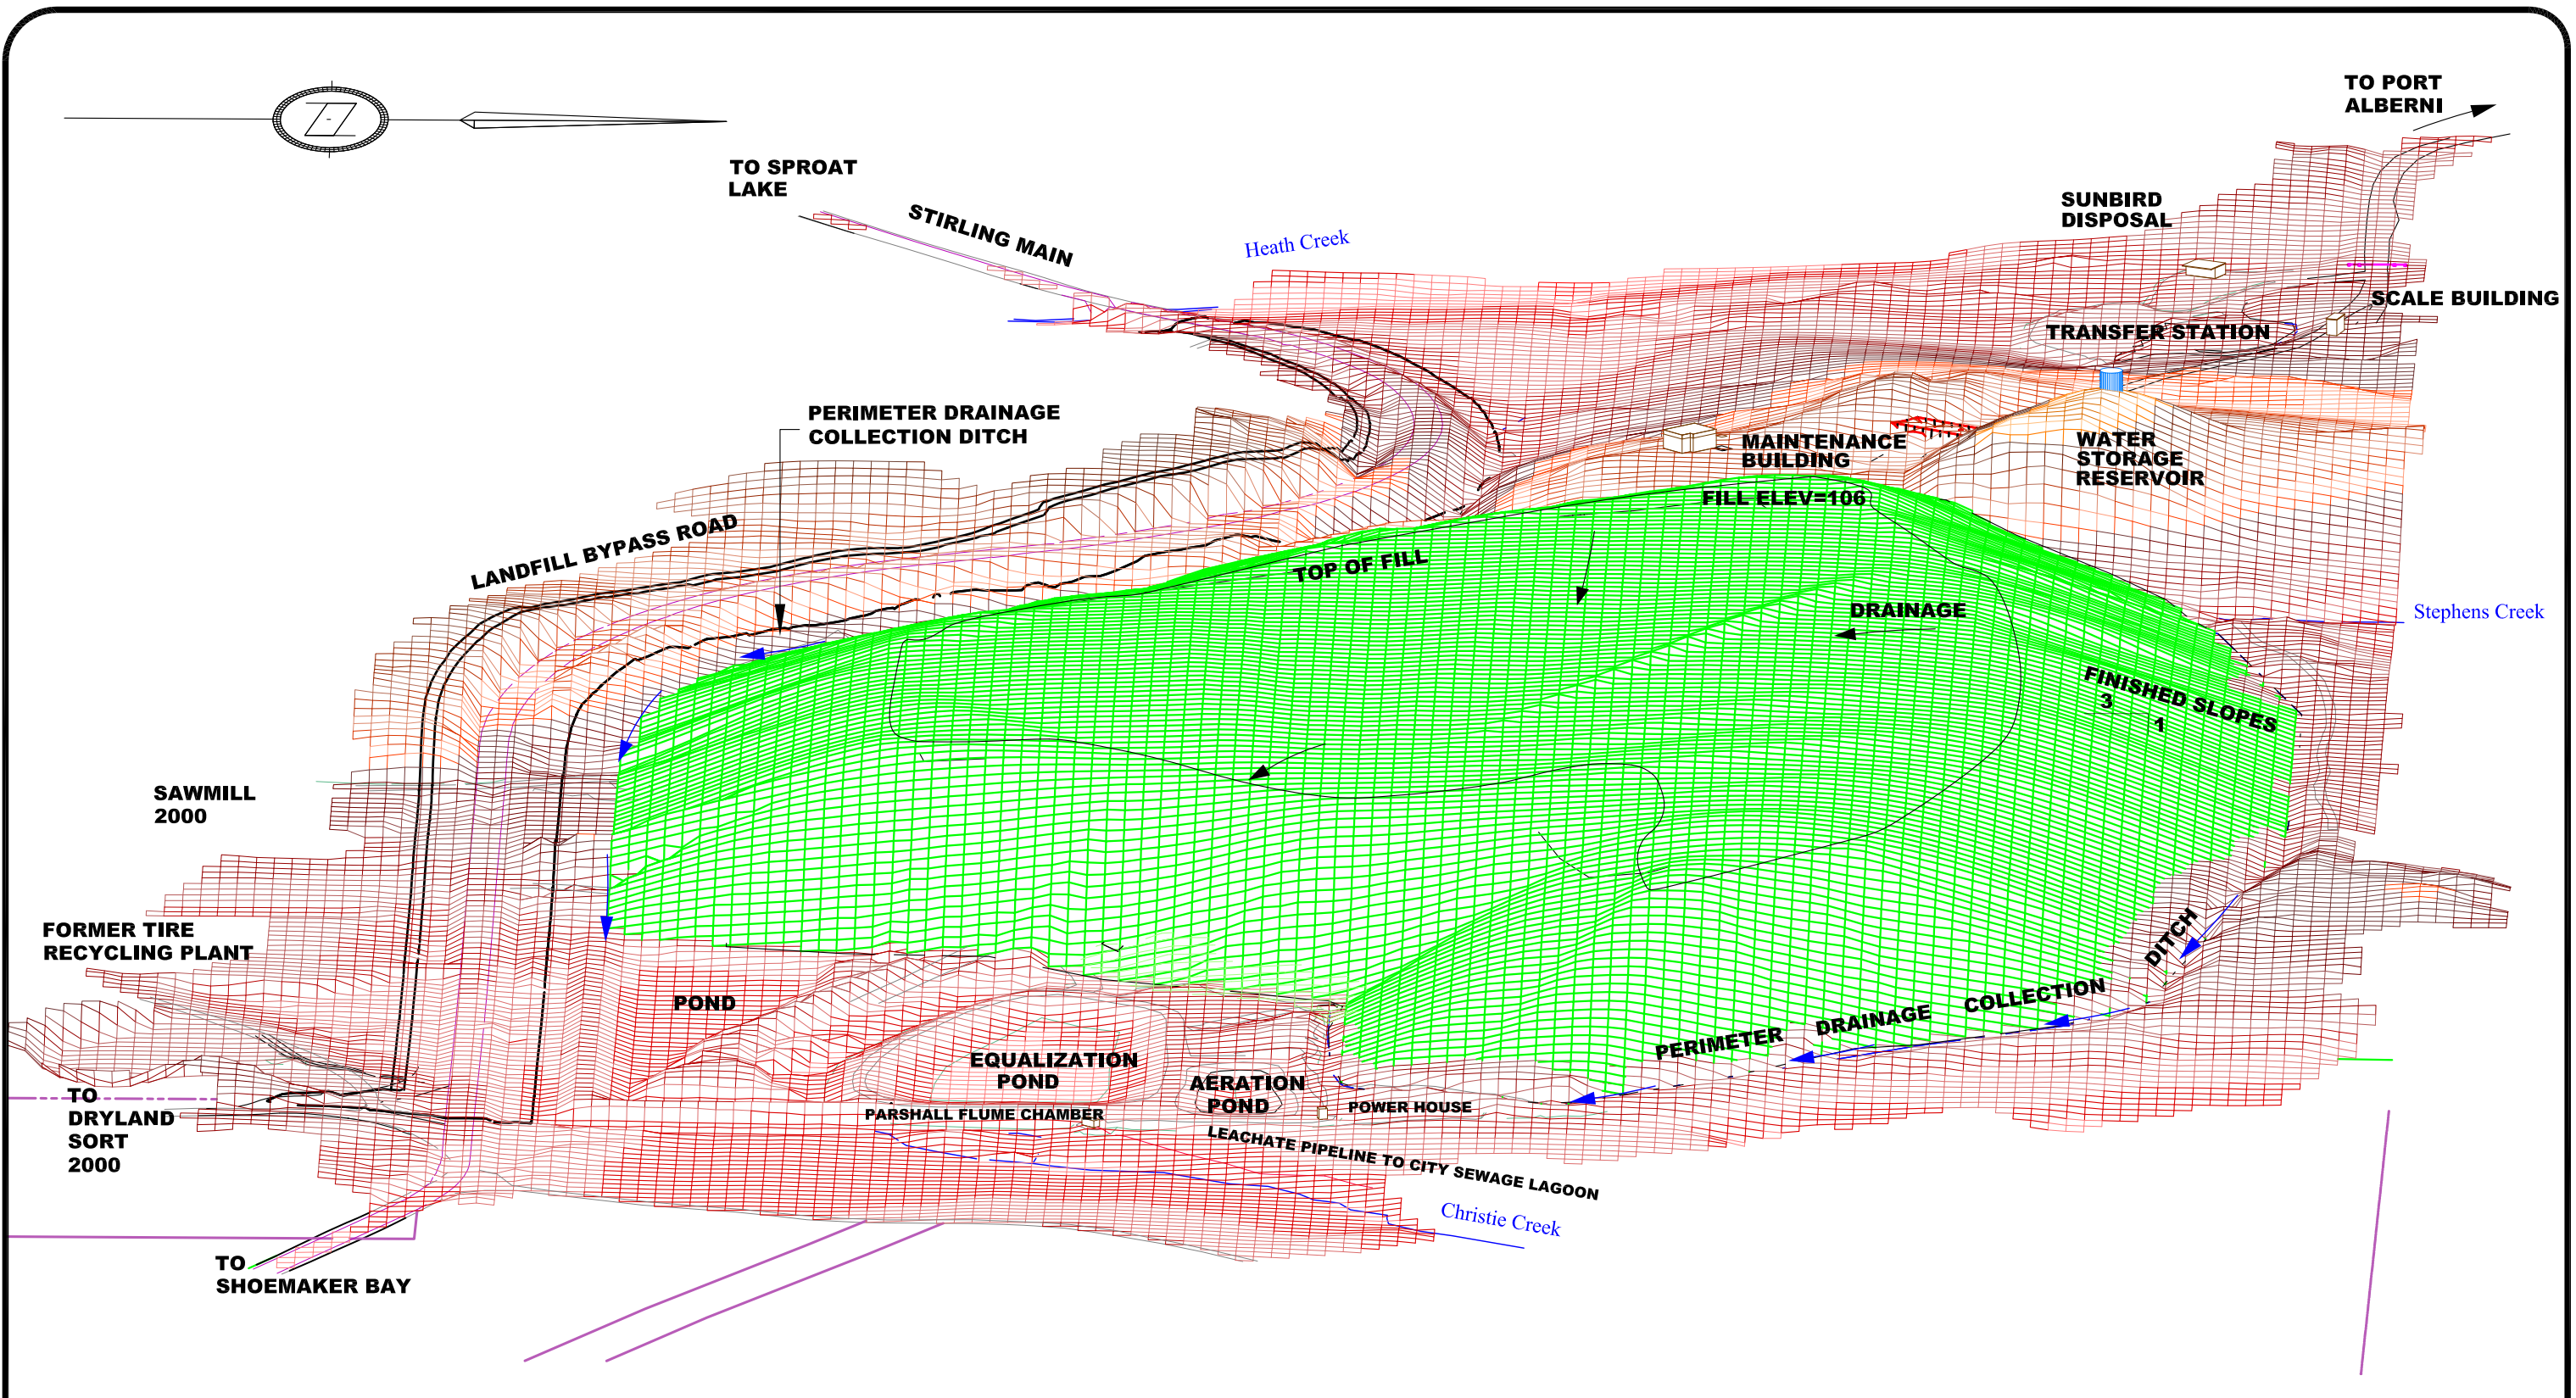 TO PORT
ALBERNI
TO SPROAT
LAKE
STIRLING MAIN
Heath Creek
SUNBIRD
DISPOSAL
SCALE BUILDING
TRANSFER STATION
PERIMETER DRAINAGE
COLLECTION DITCH
MAINTENANCE
BUILDING
WATER
STORAGE
RESERVOIR
FILL ELEV=106
LANDFILL BYPASS ROAD
TOP OF FILL
DRAINAGE
Stephens Creek
FINISHED SLOPES
3
1
SAWMILL
2000
FORMER TIRE
RECYCLING PLANT
DITCH
POND
PERIMETER DRAINAGE COLLECTION
EQUALIZATION
POND
AERATION
POND
PARSHALL FLUME CHAMBER
POWER HOUSE
TO
DRYLAND
SORT
2000
LEACHATE PIPELINE TO CITY SEWAGE LAGOON
Christie Creek
TO
SHOEMAKER BAY